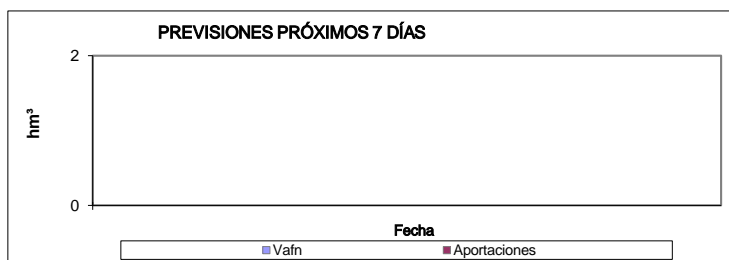 PREVISIONES PRÓXIMOS 7 DÍAS
2
hm³
0
Fecha
Vafn Aportaciones